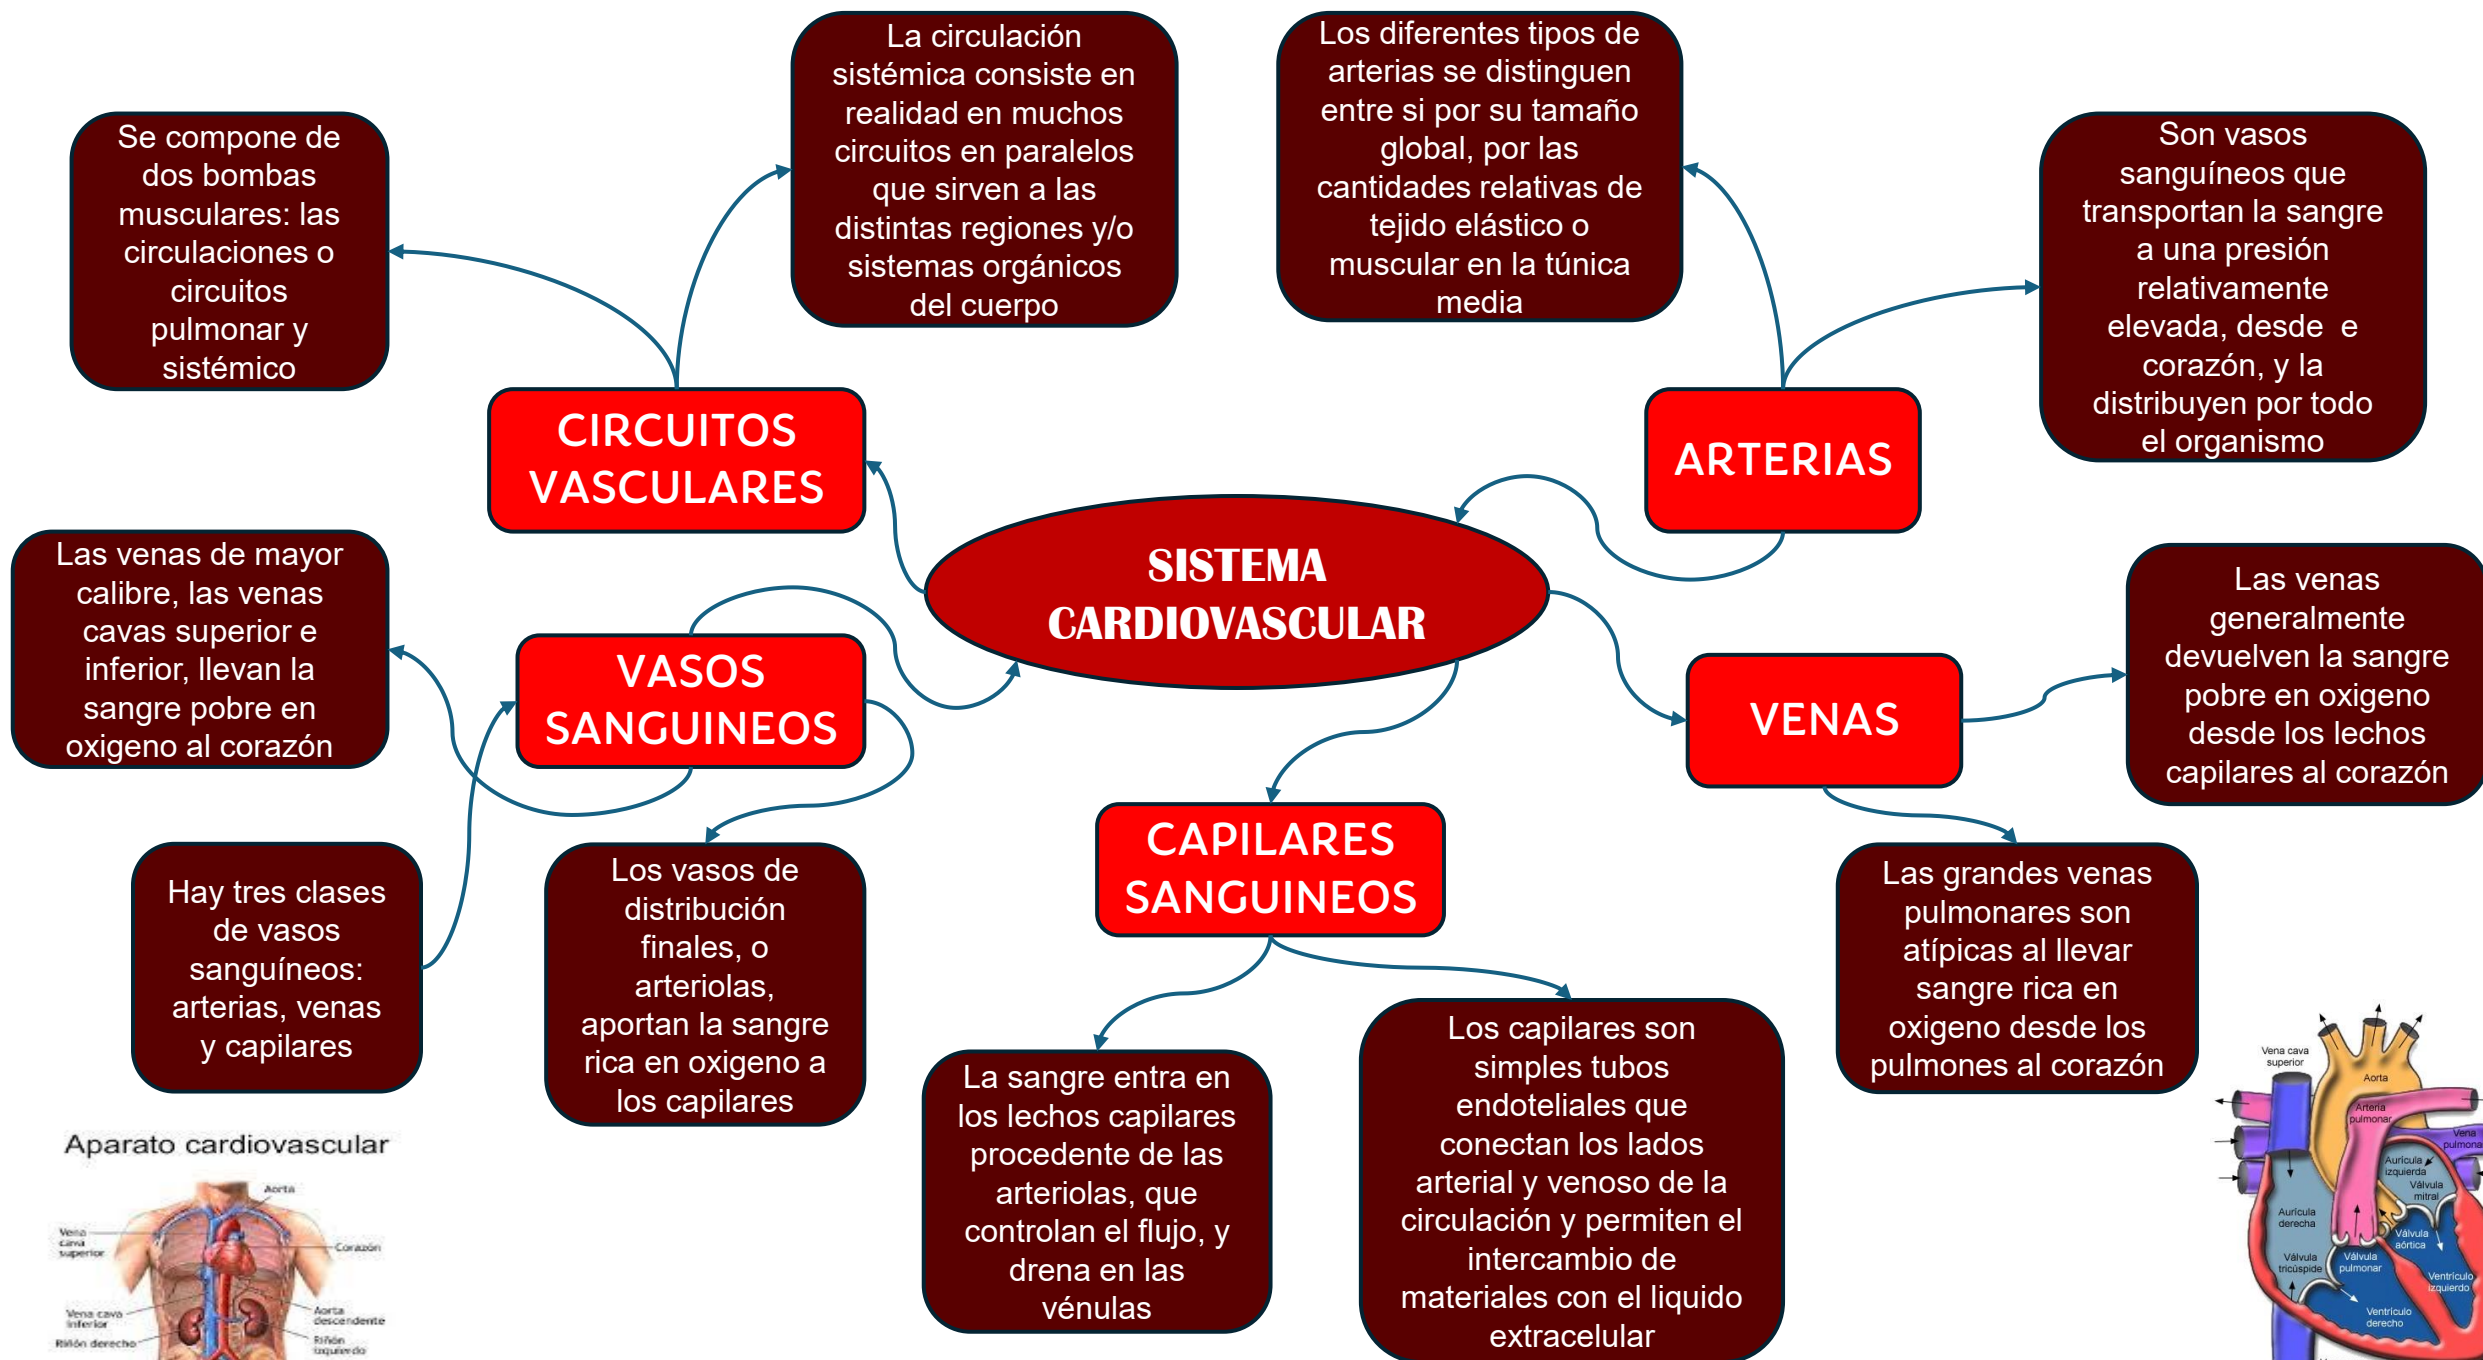 La circulación
sistémica consiste en
realidad en muchos
circuitos en paralelos
que sirven a las
distintas regiones y/o
sistemas orgánicos
del cuerpo
Los diferentes tipos de
arterias se distinguen
entre si por su tamaño
global, por las
cantidades relativas de
tejido elástico o
muscular en la túnica
media
Se compone de
dos bombas
musculares: las
circulaciones o
circuitos
pulmonar y
sistémico
Son vasos
sanguíneos que
transportan la sangre
a una presión
relativamente
elevada, desde  e
corazón, y la
distribuyen por todo
el organismo
CIRCUITOS
VASCULARES
ARTERIAS
SISTEMA
CARDIOVASCULAR
Las venas de mayor
calibre, las venas
cavas superior e
inferior, llevan la
sangre pobre en
oxigeno al corazón
VASOS
SANGUINEOS
VENAS
Las venas
generalmente
devuelven la sangre
pobre en oxigeno
desde los lechos
capilares al corazón
CAPILARES
SANGUINEOS
Hay tres clases
de vasos
sanguíneos:
arterias, venas
y capilares
Los vasos de
distribución
finales, o
arteriolas,
aportan la sangre
rica en oxigeno a
los capilares
Las grandes venas
pulmonares son
atípicas al llevar
sangre rica en
oxigeno desde los
pulmones al corazón
La sangre entra en
los lechos capilares
procedente de las
arteriolas, que
controlan el flujo, y
drena en las
vénulas
Los capilares son
simples tubos
endoteliales que
conectan los lados
arterial y venoso de la
circulación y permiten el
intercambio de
materiales con el liquido
extracelular
Aparato cardiovascular
Aorta
Vena
cava
superior
Corazón
Vena cava
inferior
Aorta
descendente
Riñón derecho
Riñón
izquierdo
Vena cava
superior
Aorta
Arteria
pulmonar
Vena
pulmona
Aurícula
izquierda
Válvula
mitral
Aurícula
derecha
Válvula
aórtica
Válvula
tricúspide
Válvula
pulmonar
Ventrículo
izquierdo
Ventrículo
derecho